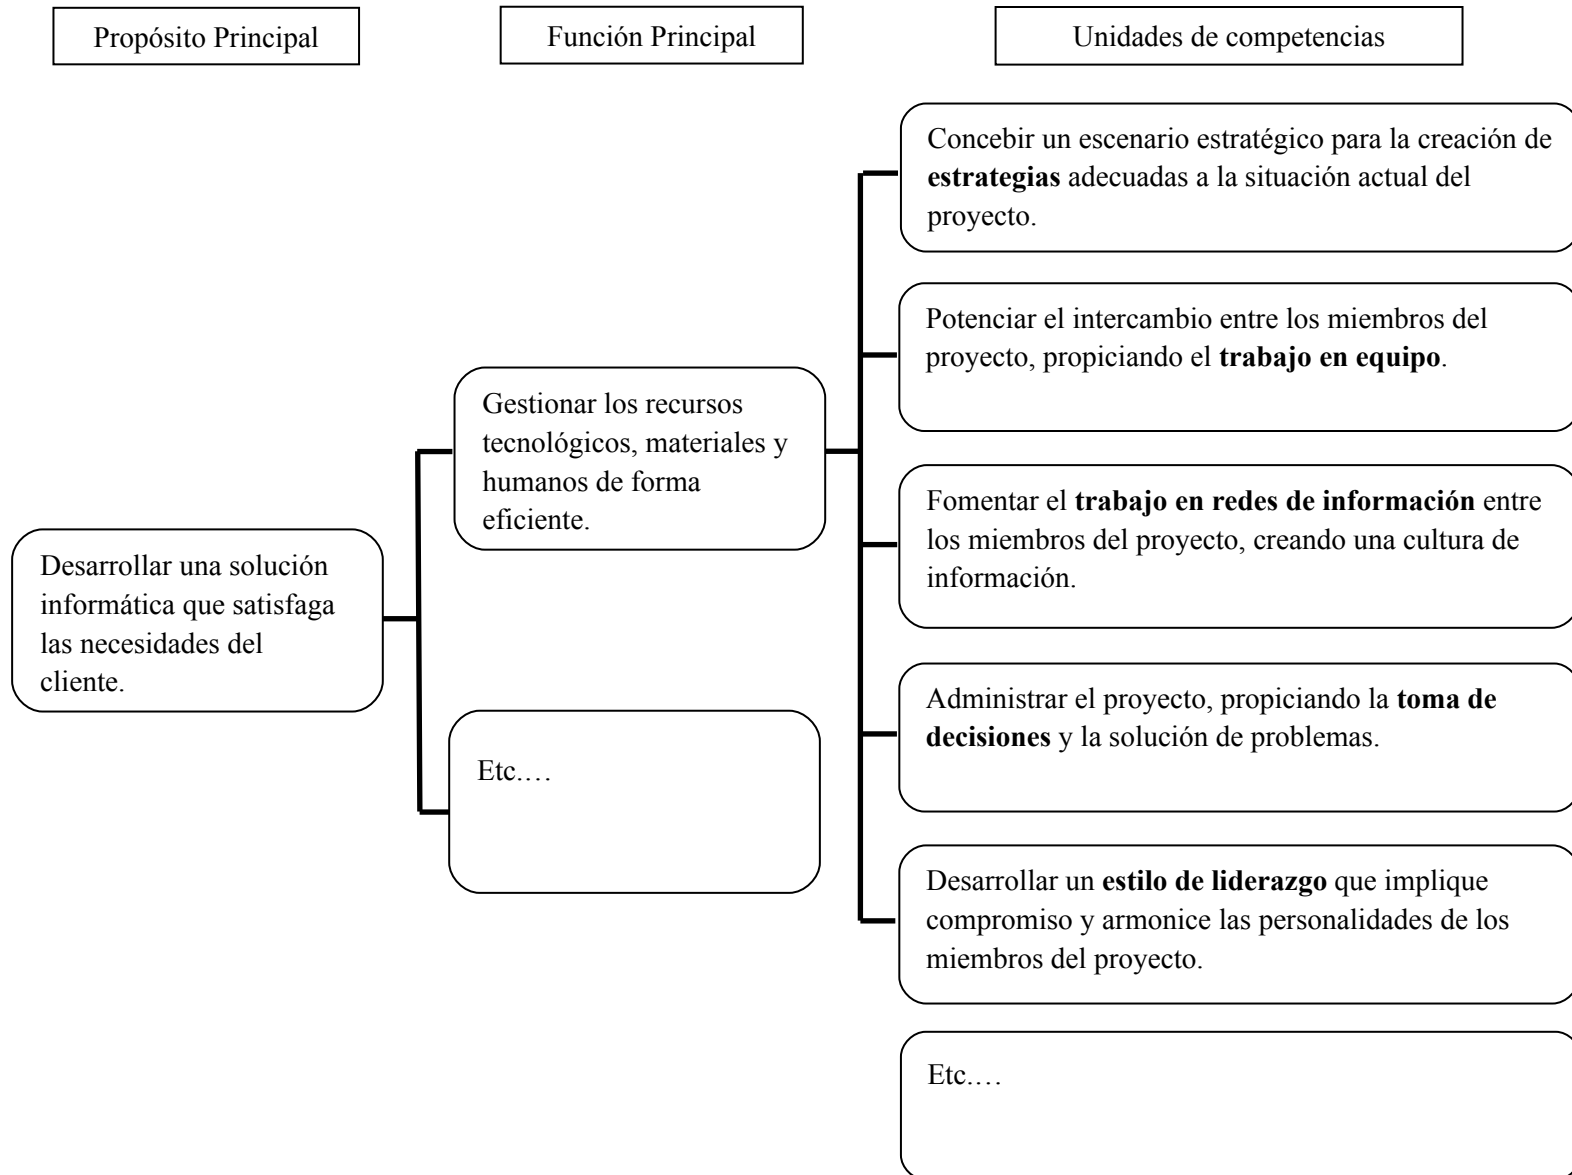 Propósito Principal
Función Principal
Unidades de competencias
Desarrollar una solución
informática que satisfaga
las necesidades del
cliente.
Gestionar los recursos
tecnológicos, materiales y
humanos de forma
eficiente.
Etc.…
Concebir un escenario estratégico para la creación de
estrategias adecuadas a la situación actual del
proyecto.
Potenciar el intercambio entre los miembros del
proyecto, propiciando el trabajo en equipo.
Fomentar el trabajo en redes de información entre
los miembros del proyecto, creando una cultura de
información.
Administrar el proyecto, propiciando la toma de
decisiones y la solución de problemas.
Desarrollar un estilo de liderazgo que implique
compromiso y armonice las personalidades de los
miembros del proyecto.
Etc.…